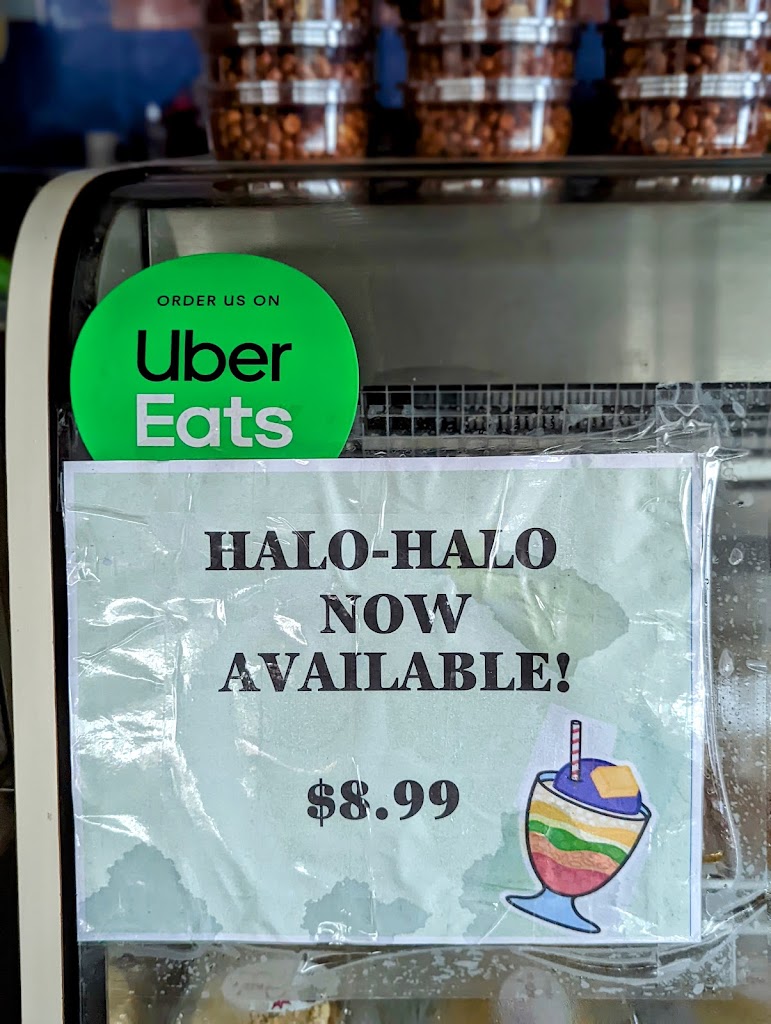 ORDER US ON
Uber
Eats
HALO-HALO
NOW
AVAILABLE!
$8.99